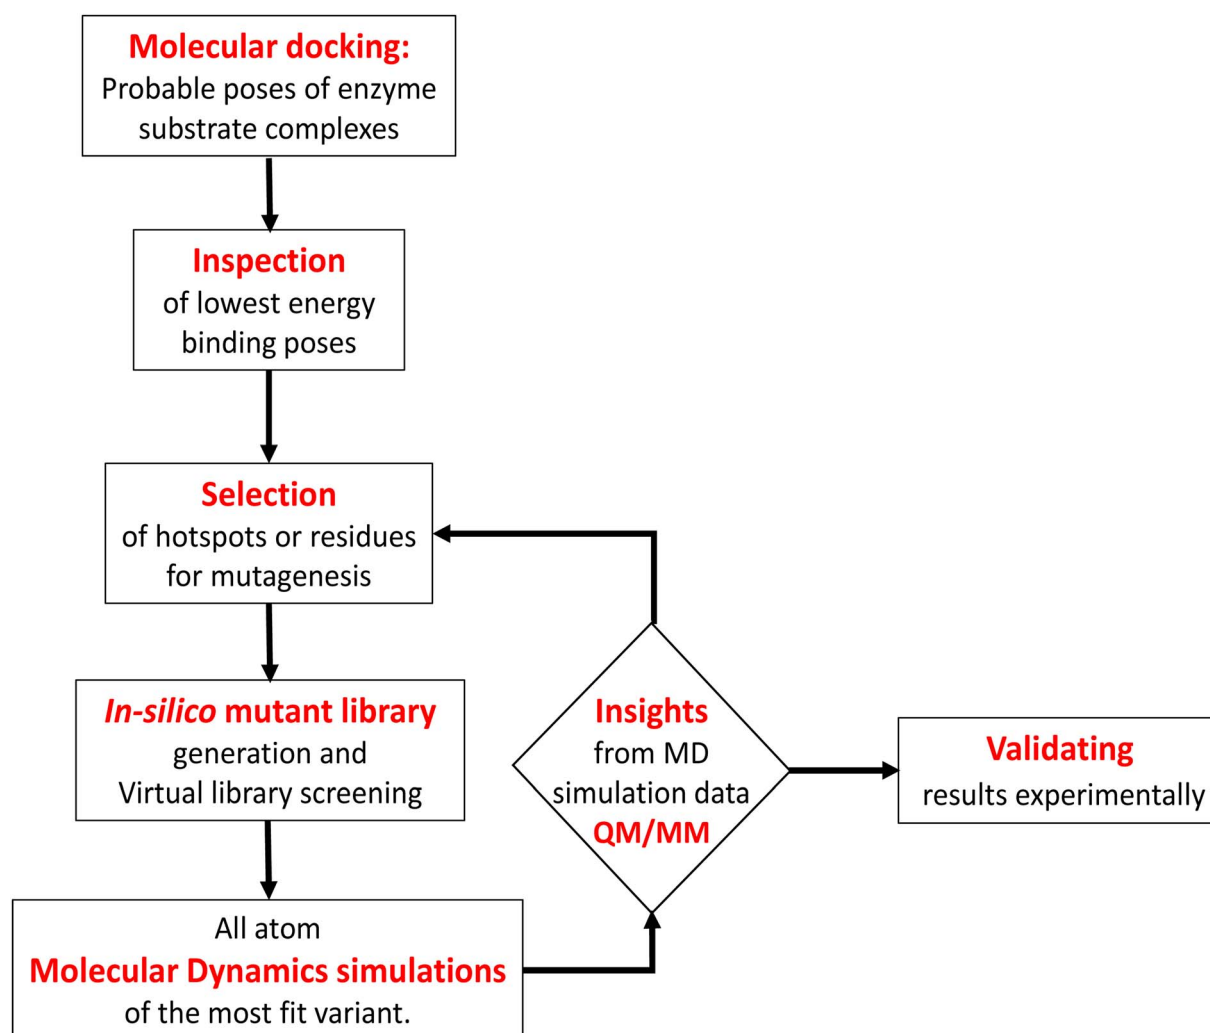 Molecular docking:
Probable poses of enzyme
substrate complexes
Inspection
of lowest energy
binding poses
Selection
of hotspots or residues
for mutagenesis
In-silico mutant library
generation and
Virtual library screening
All atom
Molecular Dynamics simulations
of the most fit variant.
Insights
from MD
simulation data
QM/MM
Validating
results experimentally